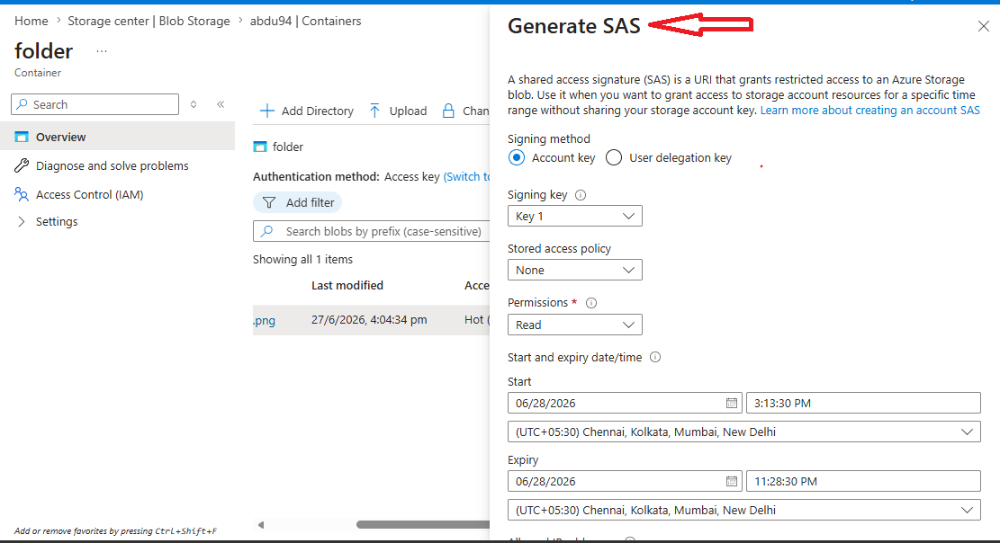 Home > Storage center | Blob Storage > abdu94 | Containers
folder ...
Container
Search
Overview
Diagnose and solve problems
Access Control (IAM)
Settings
Add or remove favorites by pressing Ctrl+Shift+F
Add Directory Upload Chan
folder
Authentication method: Access key (Switch to
Add filter
Search blobs by prefix (case-sensitive)
Showing all 1 items
Last modified Acce
.png 27/6/2026, 4:04:34 pm Hot (
Generate SAS
A shared access signature (SAS) is a URI that grants restricted access to an Azure Storage
blob. Use it when you want to grant access to storage account resources for a specific time
range without sharing your storage account key. Learn more about creating an account SAS
Signing method
Account key User delegation key
Signing key
Key 1
Stored access policy
None
Permissions *
Read
Start and expiry date/time
Start
06/28/2026 3:13:30 PM
(UTC+05:30) Chennai, Kolkata, Mumbai, New Delhi
Expiry
06/28/2026 11:28:30 PM
(UTC+05:30) Chennai, Kolkata, Mumbai, New Delhi